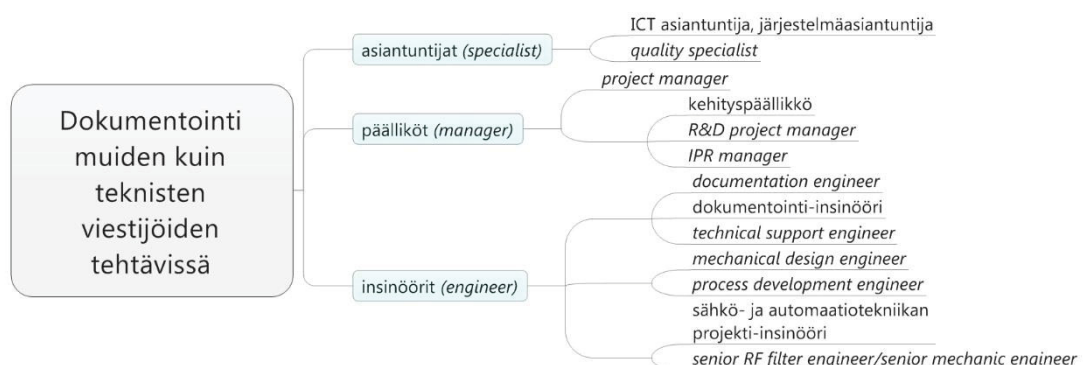 Dokumentointi
muiden kuin
teknisten
viestijöiden
tehtävissä
asiantuntijat (specialist)
ICT asiantuntija, järjestelmäasiantuntija
quality specialist
päälliköt (manager)
project manager
kehityspäällikkö
R&D project manager
IPR manager
insinöörit (engineer)
documentation engineer
dokumentointi-insinööri
technical support engineer
mechanical design engineer
process development engineer
sähkö- ja automaatiotekniikan
projekti-insinööri
senior RF filter engineer/senior mechanic engineer